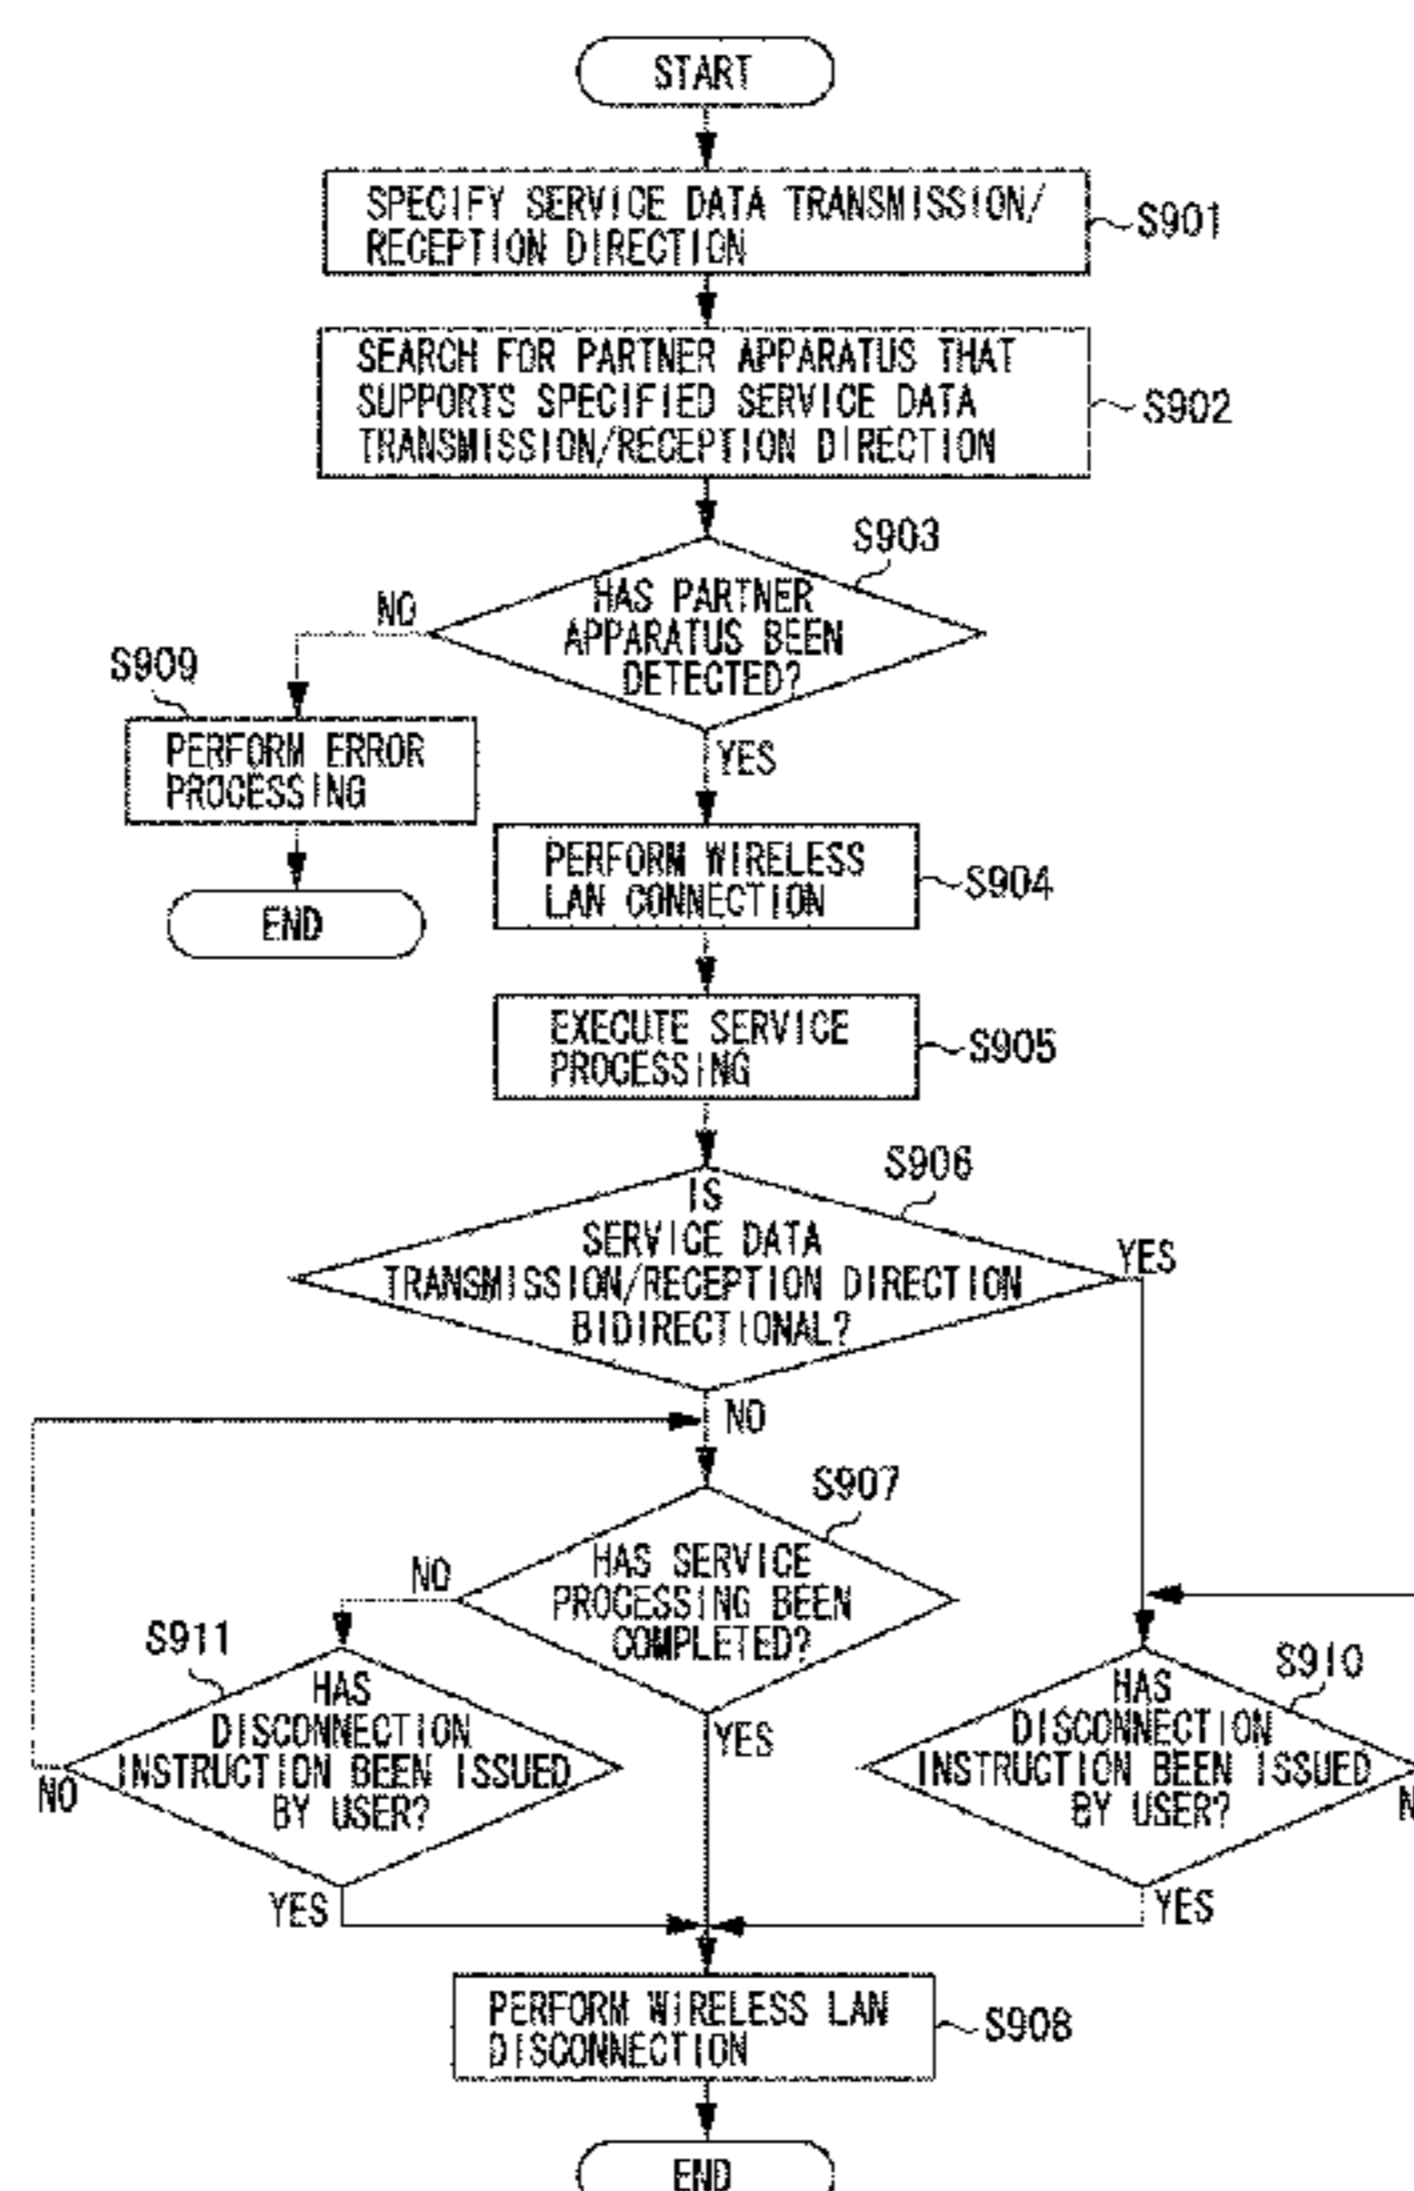 START
SPECIFY SERVICE DATA TRANSMISSION/
RECEPTION DIRECTION
S901
SEARCH FOR PARTNER APPARATUS THAT
SUPPORTS SPECIFIED SERVICE DATA
TRANSMISSION/RECEPTION DIRECTION
S902
S903
HAS PARTNER
APPARATUS BEEN
DETECTED?
NO
S909
PERFORM ERROR
PROCESSING
END
YES
PERFORM WIRELESS
LAN CONNECTION
S904
EXECUTE SERVICE
PROCESSING
S905
S906
IS
SERVICE DATA
TRANSMISSION/RECEPTION DIRECTION
BIDIRECTIONAL?
YES
NO
S907
HAS SERVICE
PROCESSING BEEN
COMPLETED?
NO
S911
HAS
DISCONNECTION
INSTRUCTION BEEN ISSUED
BY USER?
NO
YES
YES
S910
HAS
DISCONNECTION
INSTRUCTION BEEN ISSUED
BY USER?
YES
PERFORM WIRELESS LAN
DISCONNECTION
S908
END